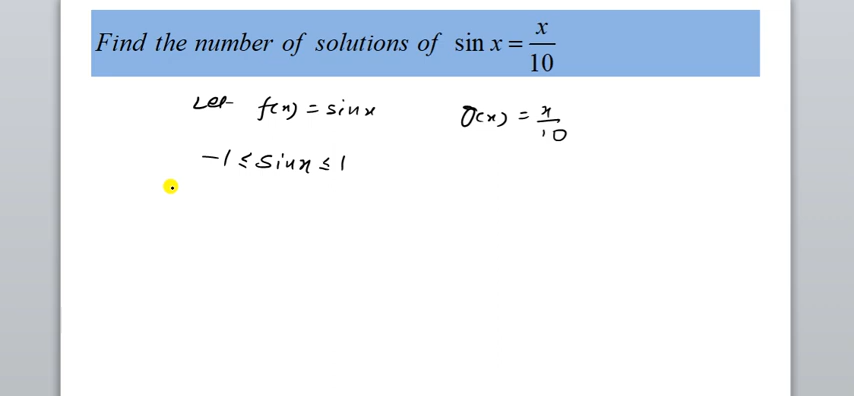 Find the number of solutions of sin x = x/10
Let f(x) = sin x g(x) = x/10
-1 ≤ sin x ≤ 1